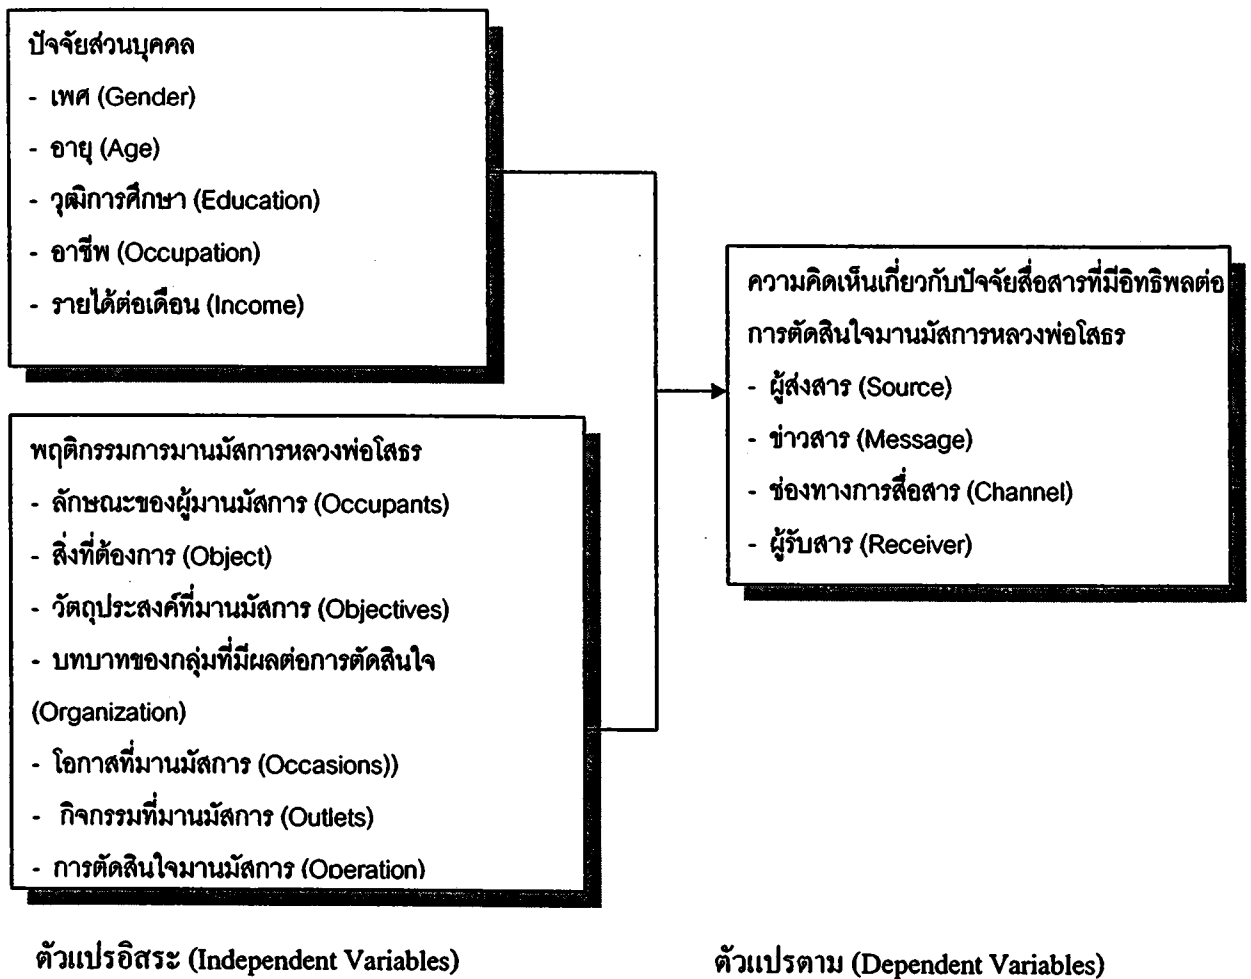 ปัจจัยส่วนบุคคล
- เพศ (Gender)
- อายุ (Age)
- วุฒิการศึกษา (Education)
- อาชีพ (Occupation)
- รายได้ต่อเดือน (Income)
พฤติกรรมการมานมัสการหลวงพ่อโสธร
- ลักษณะของผู้มานมัสการ (Occupants)
- สิ่งที่ต้องการ (Object)
- วัตถุประสงค์ที่มานมัสการ (Objectives)
- บทบาทของกลุ่มที่มีผลต่อการตัดสินใจ
(Organization)
- โอกาสที่มานมัสการ (Occasions))
- กิจกรรมที่มานมัสการ (Outlets)
- การตัดสินใจมานมัสการ (Operation)
ความคิดเห็นเกี่ยวกับปัจจัยสื่อสารที่มีอิทธิพลต่อ
การตัดสินใจมานมัสการหลวงพ่อโสธร
- ผู้ส่งสาร (Source)
- ข่าวสาร (Message)
- ช่องทางการสื่อสาร (Channel)
- ผู้รับสาร (Receiver)
ตัวแปรอิสระ (Independent Variables)
ตัวแปรตาม (Dependent Variables)